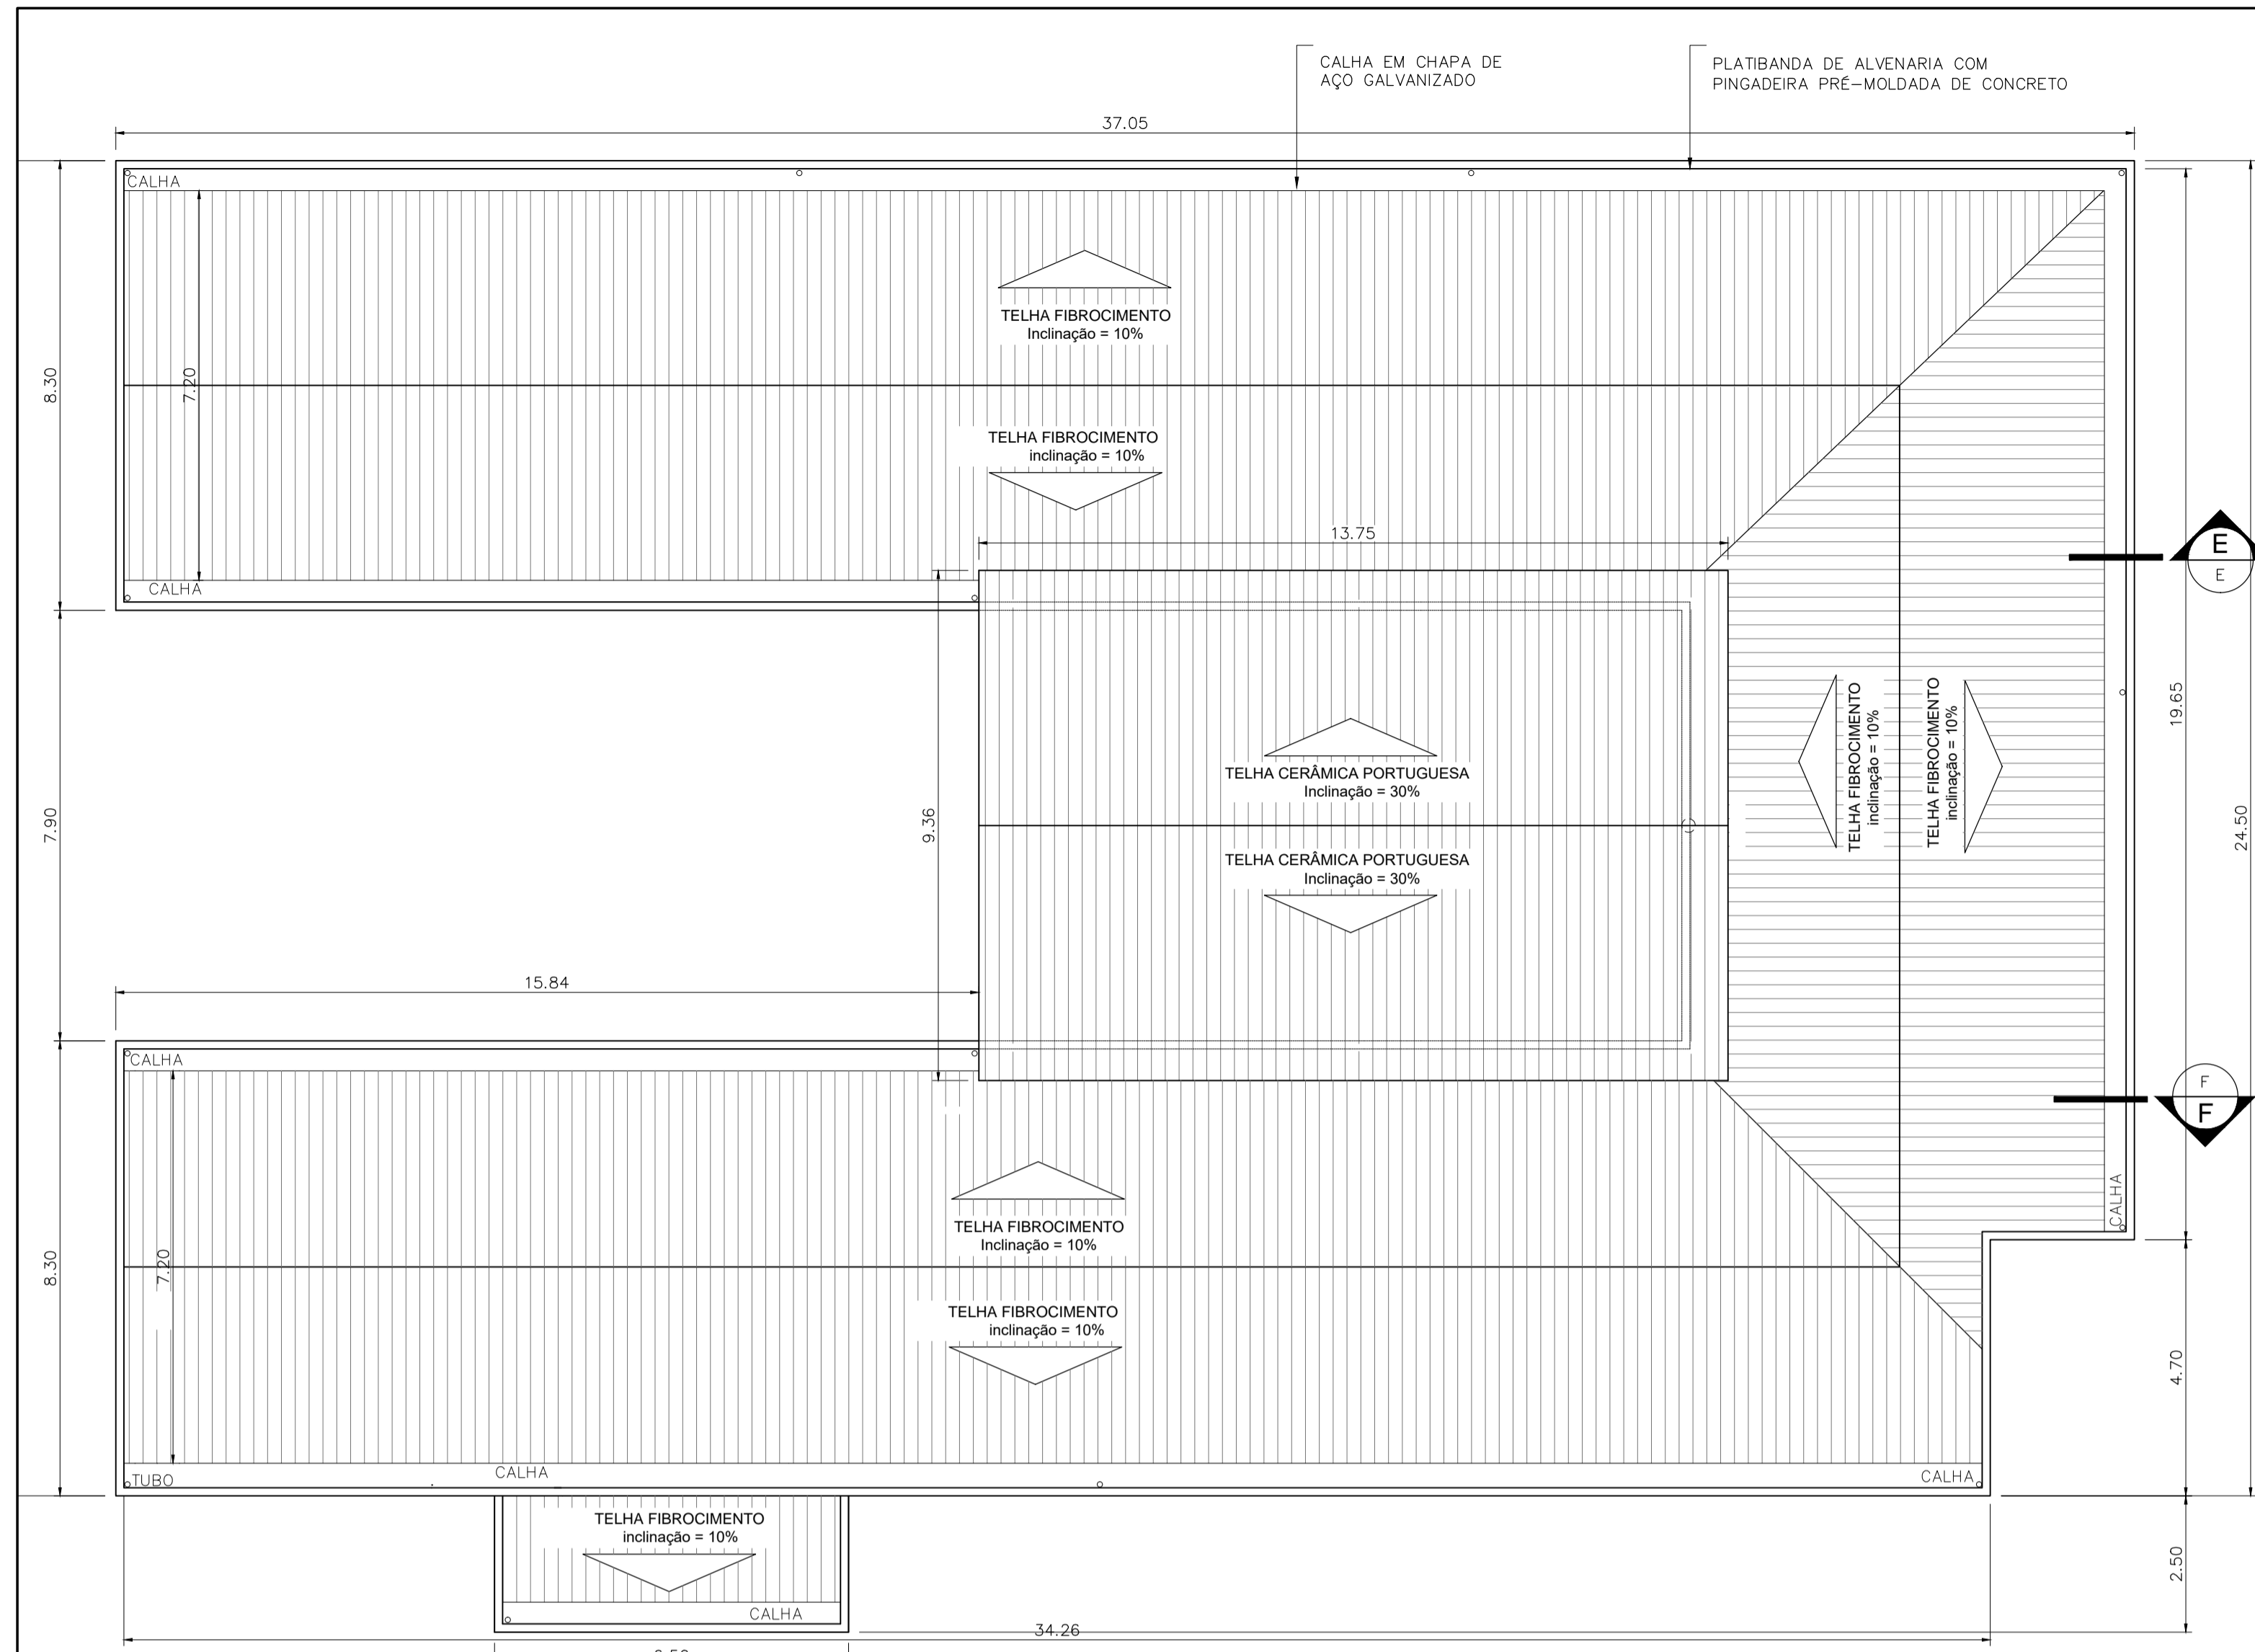 CALHA EM CHAPA DE
AÇO GALVANIZADO
PLATIBANDA DE ALVENARIA COM
PINGADEIRA PRÉ-MOLDADA DE CONCRETO
37.05
CALHA
8.30
7.20
TELHA FIBROCIMENTO
Inclinação = 10%
TELHA FIBROCIMENTO
inclinação = 10%
13.75
CALHA
E
E
19.65
24.50
TELHA FIBROCIMENTO
inclinação = 10%
TELHA FIBROCIMENTO
inclinação = 10%
TELHA CERÂMICA PORTUGUESA
Inclinação = 30%
7.90
9.36
TELHA CERÂMICA PORTUGUESA
Inclinação = 30%
15.84
CALHA
F
F
CALHA
TELHA FIBROCIMENTO
Inclinação = 10%
8.30
7.20
TELHA FIBROCIMENTO
inclinação = 10%
4.70
TUBO
CALHA
CALHA
TELHA FIBROCIMENTO
inclinação = 10%
2.50
CALHA
34.26